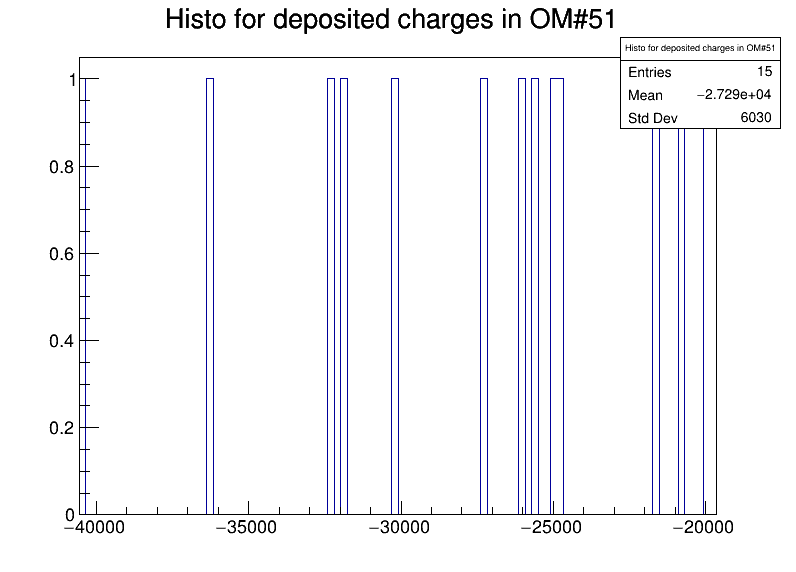 Histo for deposited charges in OM#51
Histo for deposited charges in OM#51
Entries 15
Mean −2.729e+04
Std Dev 6030
1
0.8
0.6
0.4
0.2
0
−40000 −35000 −30000 −25000 −20000